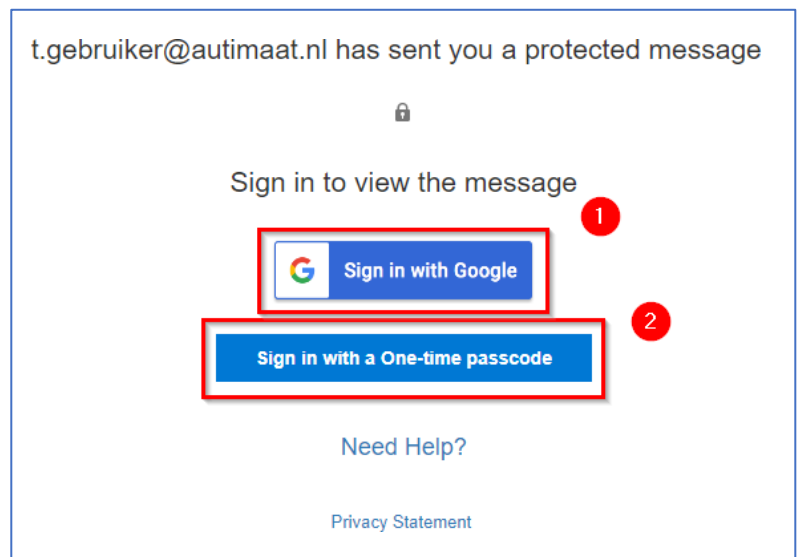 t.gebruiker@autimaat.nl has sent you a protected message
Sign in to view the message
1
G Sign in with Google
2
Sign in with a One-time passcode
Need Help?
Privacy Statement